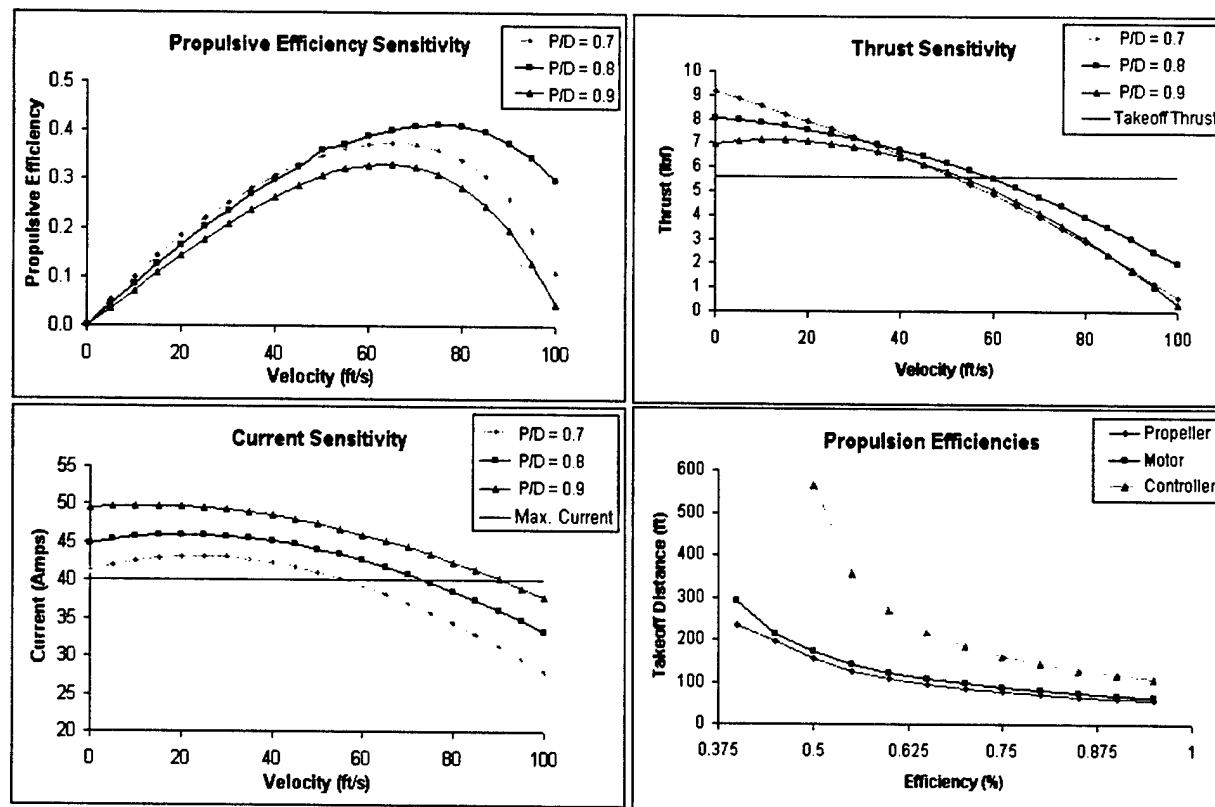 Propulsive Efficiency Sensitivity
P/D = 0.7
P/D = 0.8
P/D = 0.9
Propulsive Efficiency
0.5
0.4
0.3
0.2
0.1
0.0
0
20
40
60
80
100
Velocity (ft/s)
Thrust Sensitivity
P/D = 0.7
P/D = 0.8
P/D = 0.9
Takeoff Thrust
Thrust (lbf)
10
9
8
7
6
5
4
3
2
1
0
0
20
40
60
80
100
Velocity (ft/s)
Current Sensitivity
P/D = 0.7
P/D = 0.8
P/D = 0.9
Max. Current
Current (Amps)
55
50
45
40
35
30
25
20
0
20
40
60
80
100
Velocity (ft/s)
Propulsion Efficiencies
Propeller
Motor
Controller
Takeoff Distance (ft)
600
500
400
300
200
100
0
0.375
0.5
0.625
0.75
0.875
1
Efficiency (%)